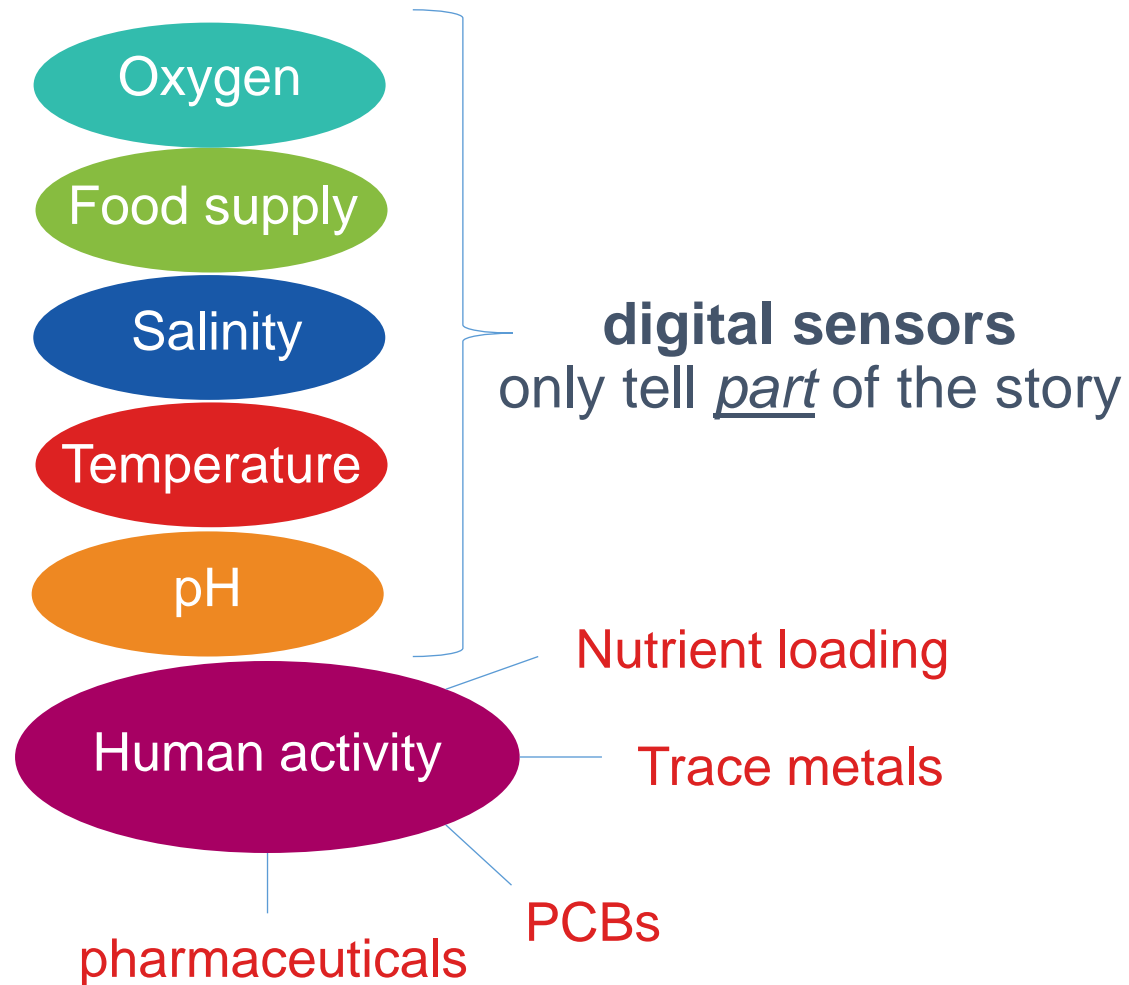 Oxygen
Food supply
Salinity
digital sensors
only tell part of the story
Temperature
pH
Nutrient loading
Human activity
Trace metals
PCBs
pharmaceuticals